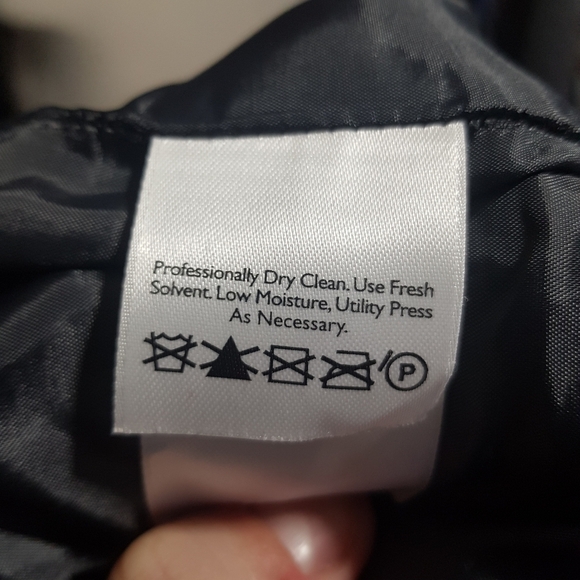 Professionally Dry Clean. Use Fresh
Solvent. Low Moisture, Utility Press
As Necessary.
P